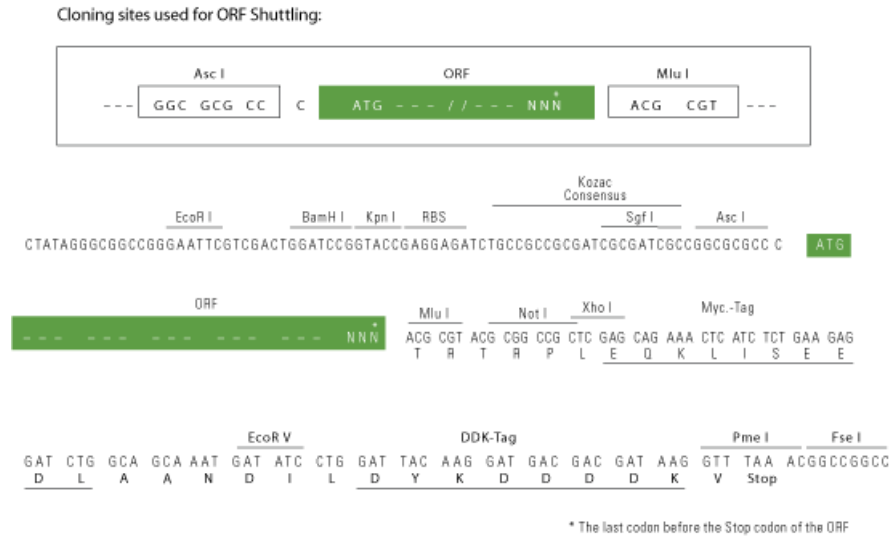 Cloning sites used for ORF Shuttling:
Asc I ORF Mlu I
--- GGC GCG CC C ATG --- // --- NNN* ACG CGT ---
Kozac
Consensus
EcoR I BamH I Kpn I RBS Sgf I Asc I
CTATAGGGCGGCCGGGAATTCGTCGACTGGATCCGGTACCGAGGAGATCTGCCGCCGCGATCGCGATCGCCGGCGCGCC C ATG
ORF Mlu I Not I Xho I Myc.-Tag
--- --- --- --- --- NNN* ACG CGT ACG CGG CCG CTC GAG CAG AAA CTC ATC TCT GAA GAG
T R T R P L E Q K L I S E E
EcoR V DDK-Tag Pme I Fse I
GAT CTG GCA GCA AAT GAT ATC CTG GAT TAC AAG GAT GAC GAC GAT AAG GTT TAA ACGGCCGGCC
D L A A N D I L D Y K D D D D K V Stop
* The last codon before the Stop codon of the ORF